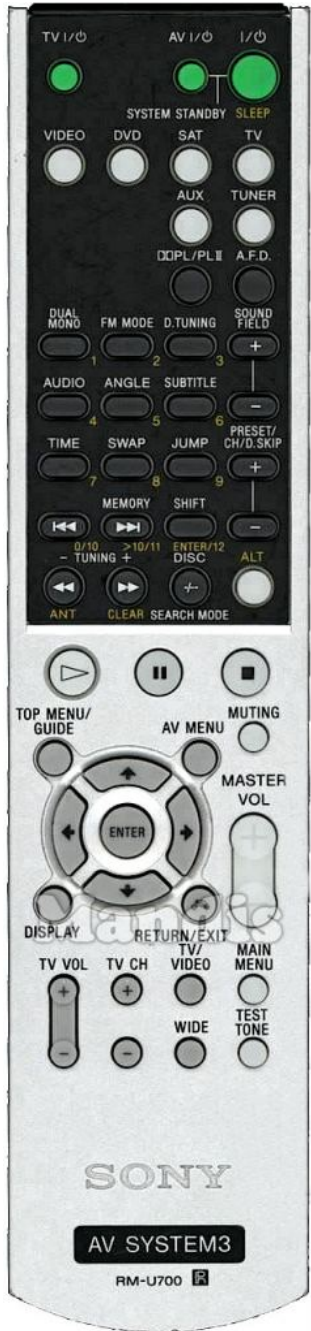 TV I/⏻ AV I/⏻ I/⏻
SYSTEM STANDBY SLEEP
VIDEO DVD SAT TV
AUX TUNER
DDPL/PLII A.F.D.
DUAL MONO FM MODE D.TUNING SOUND FIELD
+
1 2 3
AUDIO ANGLE SUBTITLE
-
4 5 6
PRESET/
CH/D.SKIP
TIME SWAP JUMP
+
7 8 9
MEMORY SHIFT
-
0/10 >10/11 ENTER/12
- TUNING + DISC ALT
-/--
ANT CLEAR SEARCH MODE
TOP MENU/
GUIDE
AV MENU
MUTING
MASTER
VOL
+
ENTER
DISPLAY
Mandis
RETURN/EXIT
TV VOL TV CH TV/
VIDEO
MAIN
MENU
+ +
WIDE
TEST
TONE
- -
SONY
AV SYSTEM3
RM-U700 R